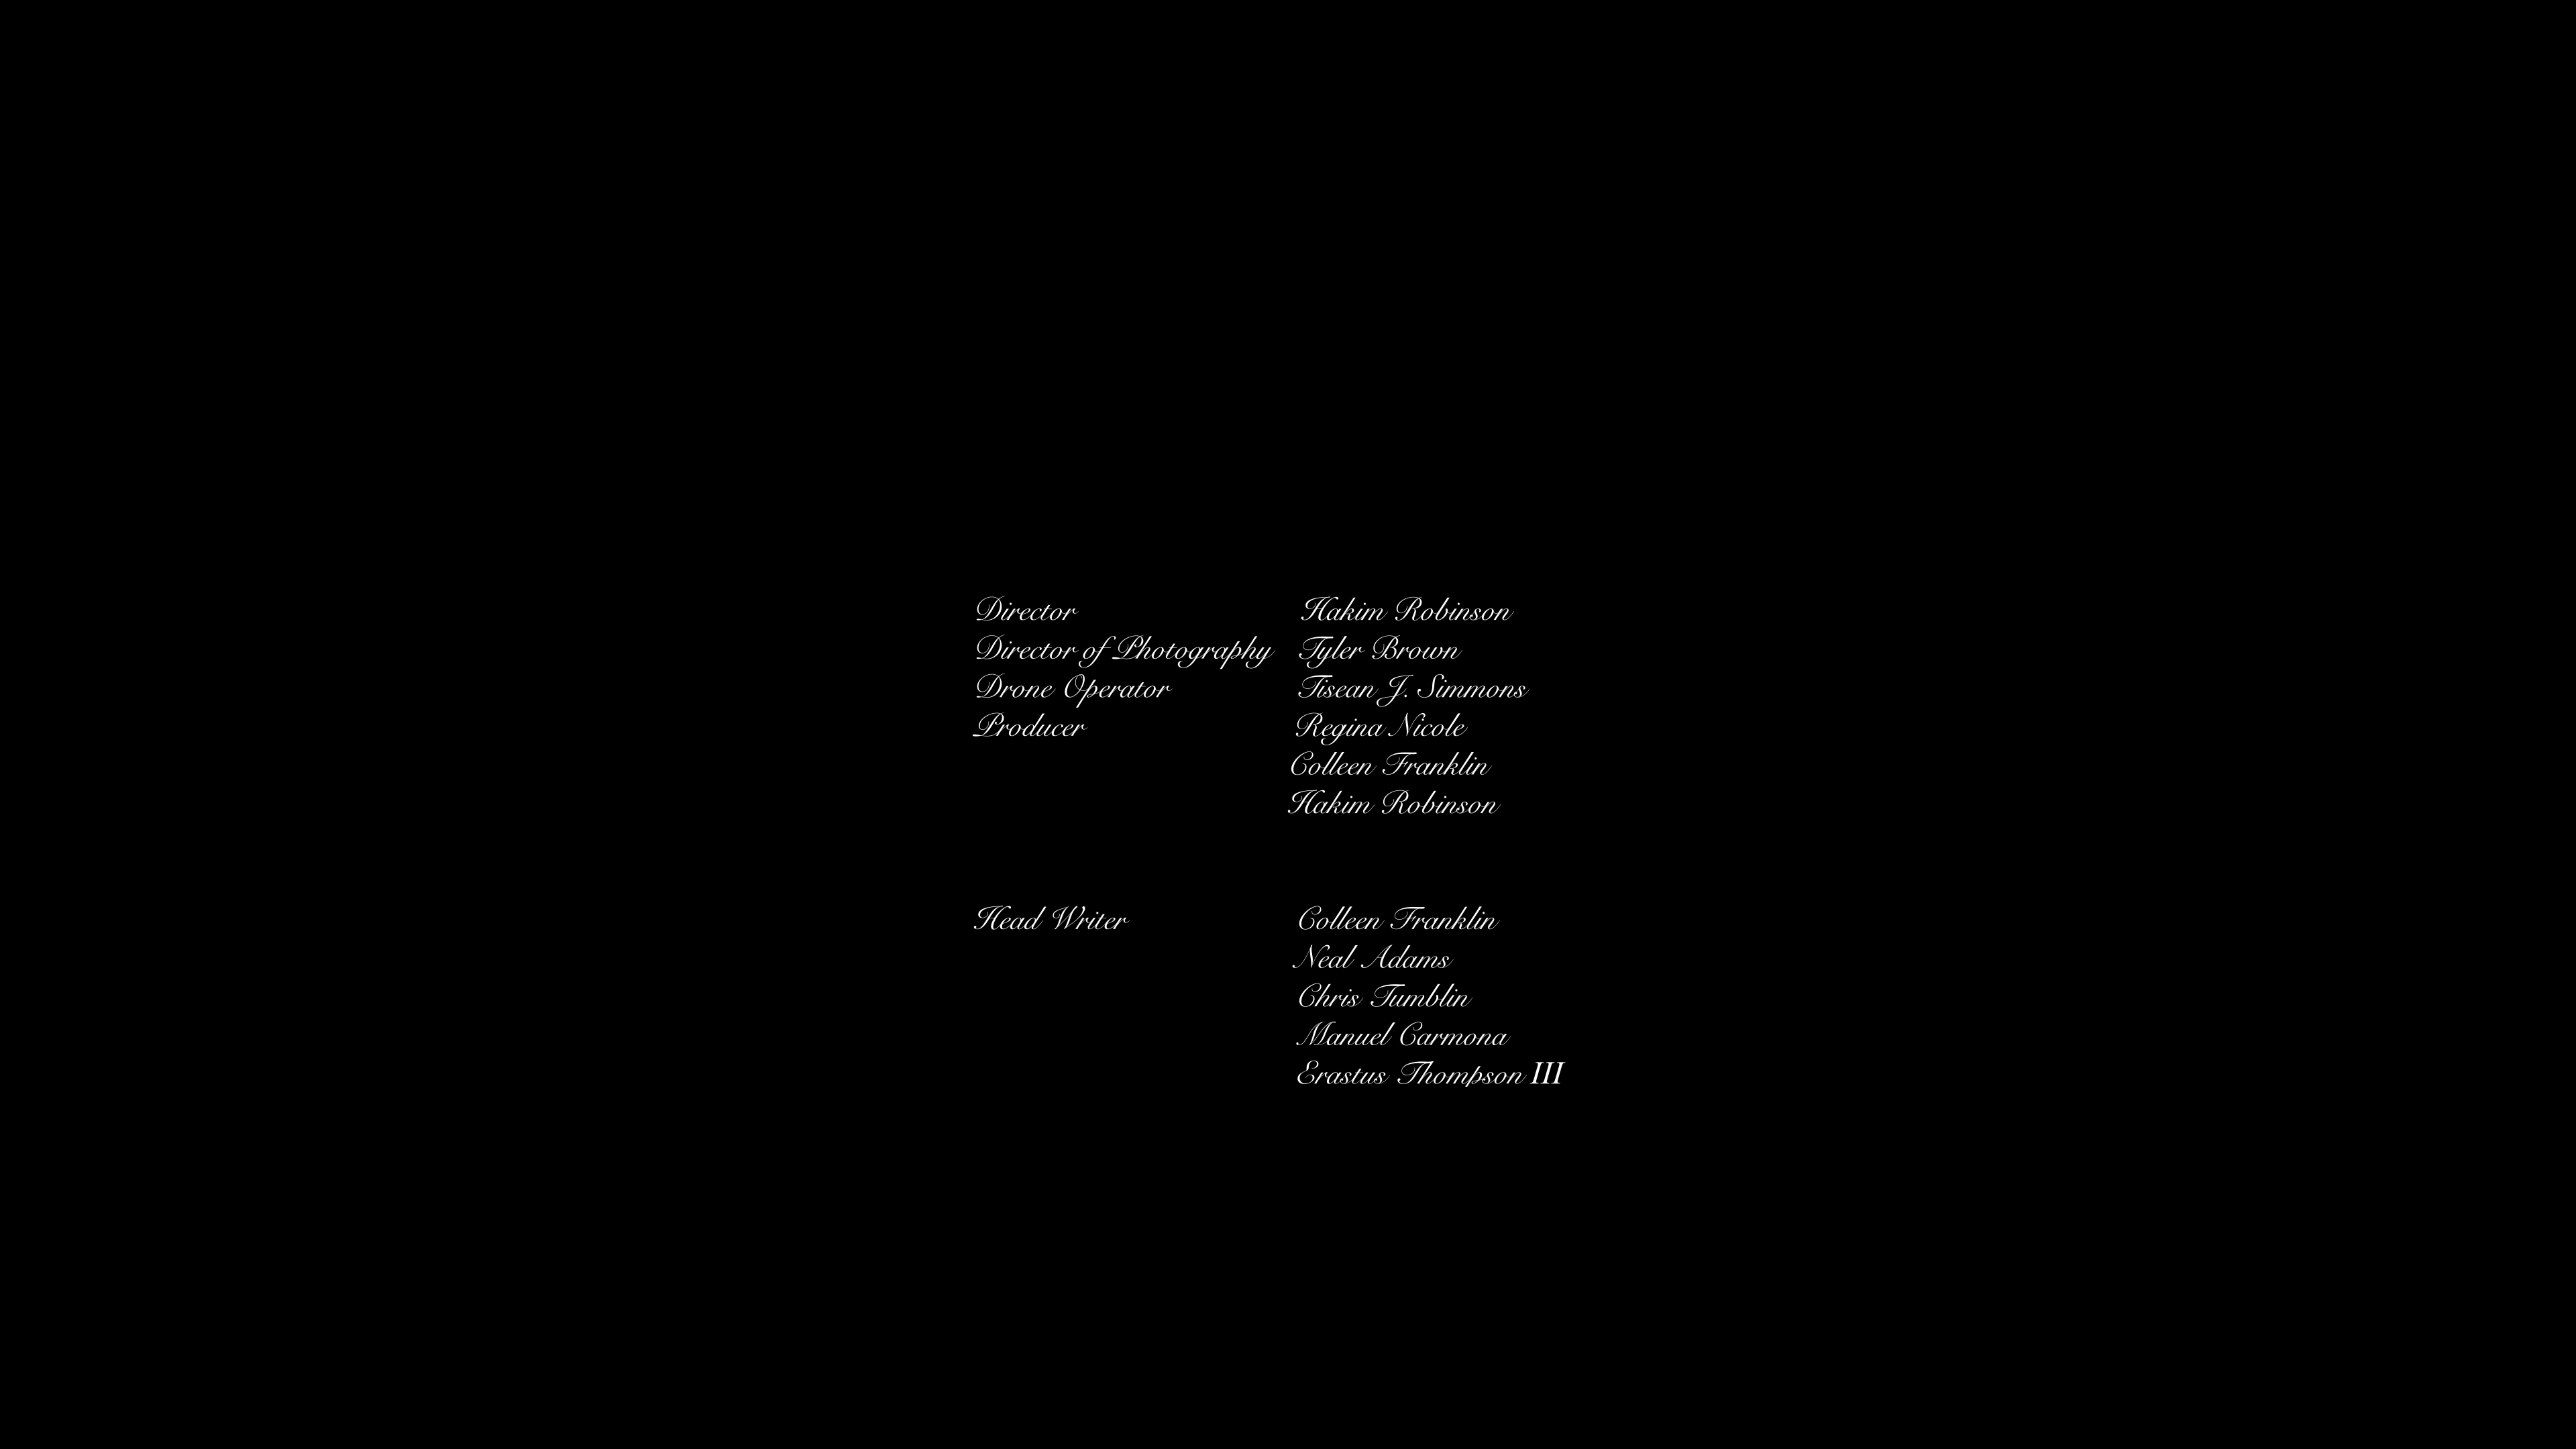 Director Hakim Robinson
Director of Photography Tyler Brown
Drone Operator Tisean J. Simmons
Producer Regina Nicole
Colleen Franklin
Hakim Robinson
Head Writer Colleen Franklin
Neal Adams
Chris Tumblin
Manuel Carmona
Erastus Thompson III